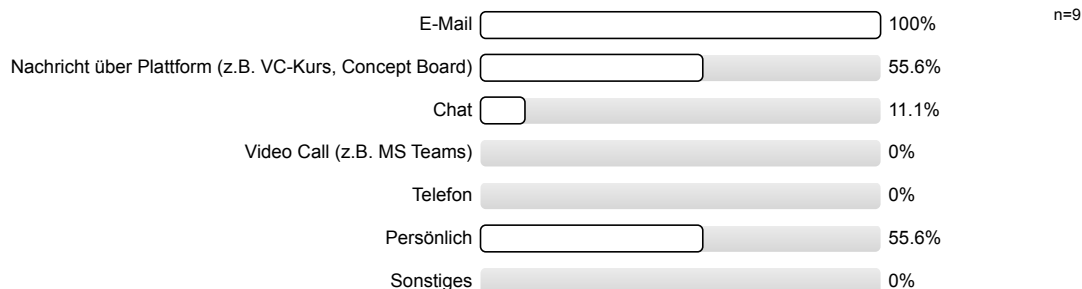 E-Mail 100% n=9
Nachricht über Plattform (z.B. VC-Kurs, Concept Board) 55.6%
Chat 11.1%
Video Call (z.B. MS Teams) 0%
Telefon 0%
Persönlich 55.6%
Sonstiges 0%